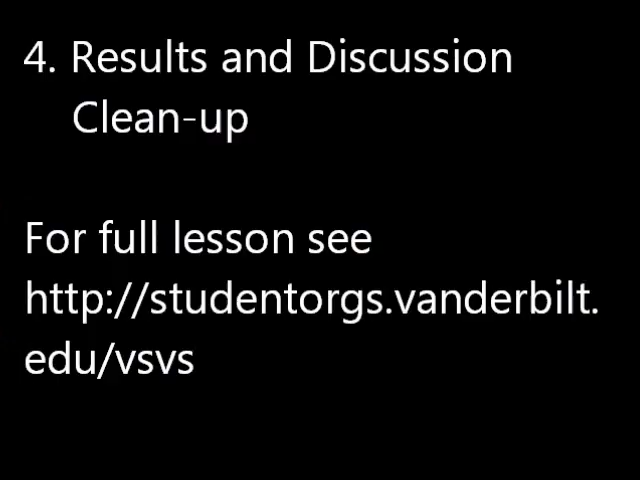 4. Results and Discussion
Clean-up
For full lesson see
http://studentorgs.vanderbilt.
edu/vsvs